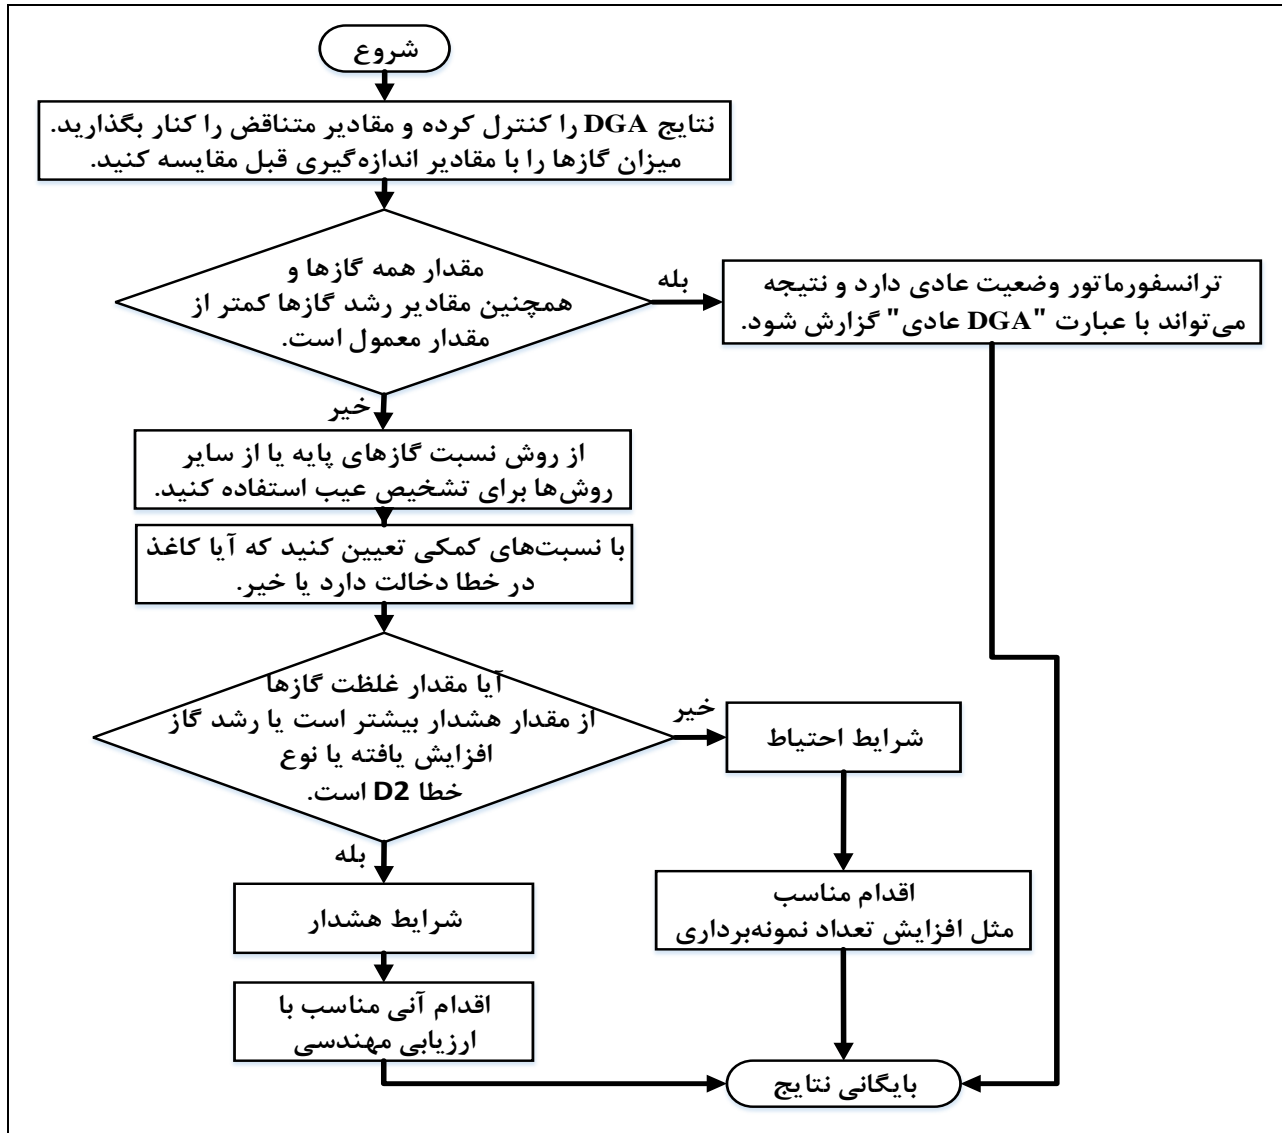 شروع
نتایج DGA را کنترل کرده و مقادیر متناقض را کنار بگذارید.
میزان گازها را با مقادیر اندازه‌گیری قبل مقایسه کنید.
مقدار همه گازها و
همچنین مقادیر رشد گازها کمتر از
مقدار معمول است.
بله
ترانسفورماتور وضعیت عادی دارد و نتیجه
می‌تواند با عبارت "DGA عادی" گزارش شود.
خیر
از روش نسبت گازهای پایه یا از سایر
روش‌ها برای تشخیص عیب استفاده کنید.
با نسبت‌های کمکی تعیین کنید که آیا کاغذ
در خطا دخالت دارد یا خیر.
آیا مقدار غلظت گازها
از مقدار هشدار بیشتر است یا رشد گاز
افزایش یافته یا نوع
خطا D2 است.
خیر
شرایط احتیاط
بله
شرایط هشدار
اقدام مناسب
مثل افزایش تعداد نمونه‌برداری
اقدام آنی مناسب با
ارزیابی مهندسی
بایگانی نتایج